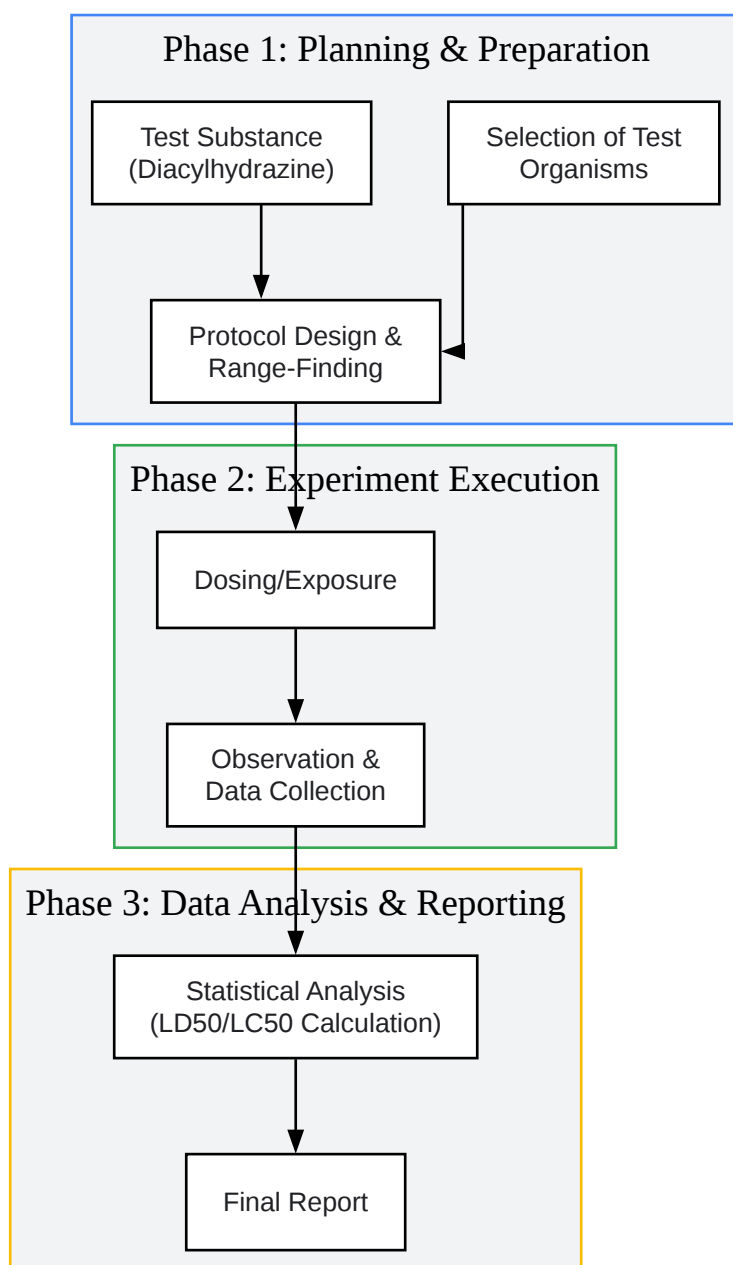 Phase 1: Planning & Preparation
Test Substance
(Diacylhydrazine)
Selection of Test
Organisms
Protocol Design &
Range-Finding
Phase 2: Experiment Execution
Dosing/Exposure
Observation &
Data Collection
Phase 3: Data Analysis & Reporting
Statistical Analysis
(LD50/LC50 Calculation)
Final Report